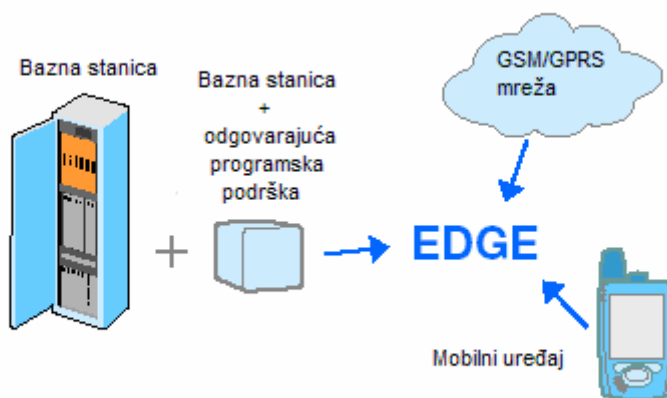 Bazna stanica
Bazna stanica
+
odgovarajuća
programska
podrška
+
GSM/GPRS
mreža
EDGE
Mobilni uređaj